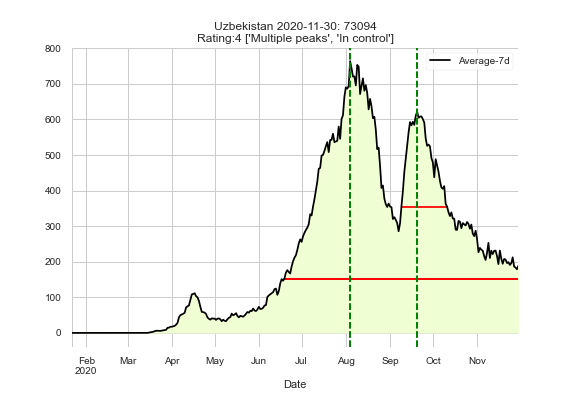 Uzbekistan 2020-11-30: 73094
Rating:4 ['Multiple peaks', 'In control']
Average-7d
800
700
600
500
400
300
200
100
0
Feb Mar Apr May Jun Jul Aug Sep Oct Nov
2020
Date